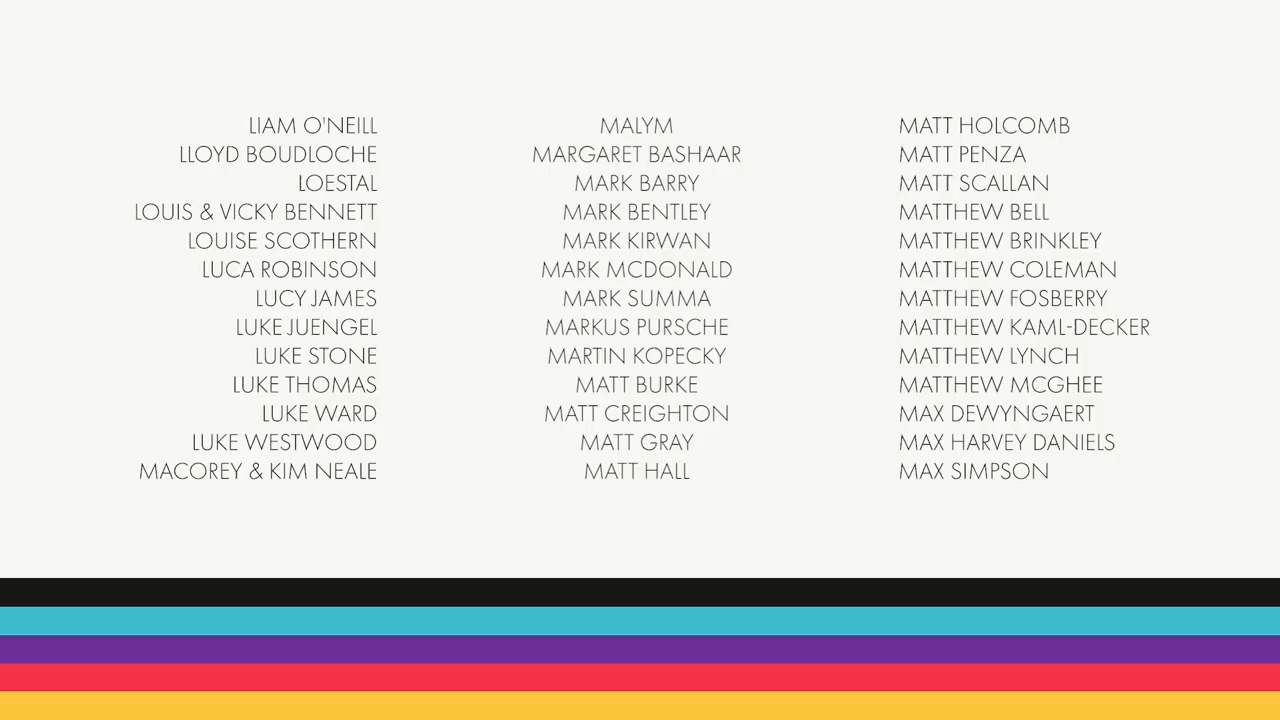 LIAM O'NEILL
LLOYD BOUDLOCHE
LOESTAL
LOUIS & VICKY BENNETT
LOUISE SCOTHERN
LUCA ROBINSON
LUCY JAMES
LUKE JUENGEL
LUKE STONE
LUKE THOMAS
LUKE WARD
LUKE WESTWOOD
MACOREY & KIM NEALE
MALYM
MARGARET BASHAAR
MARK BARRY
MARK BENTLEY
MARK KIRWAN
MARK MCDONALD
MARK SUMMA
MARKUS PURSCHE
MARTIN KOPECKY
MATT BURKE
MATT CREIGHTON
MATT GRAY
MATT HALL
MATT HOLCOMB
MATT PENZA
MATT SCALLAN
MATTHEW BELL
MATTHEW BRINKLEY
MATTHEW COLEMAN
MATTHEW FOSBERRY
MATTHEW KAML-DECKER
MATTHEW LYNCH
MATTHEW MCGHEE
MAX DEWYNGAERT
MAX HARVEY DANIELS
MAX SIMPSON